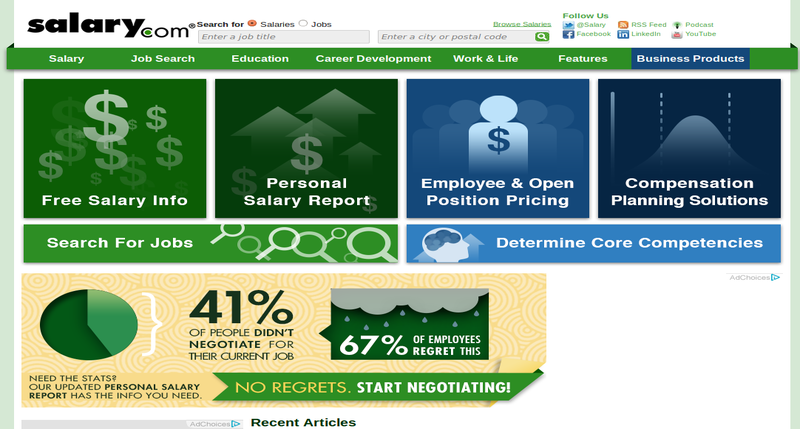 salary.com®
Search for Salaries Jobs
Browse Salaries
Enter a job title
Enter a city or postal code
Follow Us
@Salary RSS Feed Podcast
Facebook LinkedIn YouTube
Salary Job Search Education Career Development Work & Life Features Business Products
Free Salary Info
Personal
Salary Report
Employee & Open
Position Pricing
Compensation
Planning Solutions
Search For Jobs
Determine Core Competencies
AdChoices
41%
OF PEOPLE DIDN'T
NEGOTIATE FOR
THEIR CURRENT JOB
67% OF EMPLOYEES
REGRET THIS
NEED THE STATS?
OUR UPDATED PERSONAL SALARY
REPORT HAS THE INFO YOU NEED.
NO REGRETS. START NEGOTIATING!
AdChoices
Recent Articles